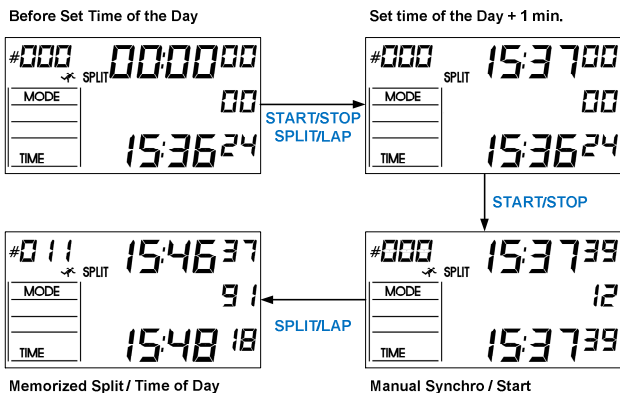 Before Set Time of the Day
#000 SPLIT 00:00 00
MODE 00
TIME 15:36 24
START/STOP
SPLIT/LAP
Set time of the Day + 1 min.
#000 SPLIT 15:37 00
MODE 00
TIME 15:36 24
START/STOP
#000 SPLIT 15:37 39
MODE 12
TIME 15:37 39
Manual Synchro / Start
SPLIT/LAP
#011 SPLIT 15:46 37
MODE 91
TIME 15:48 18
Memorized Split / Time of Day